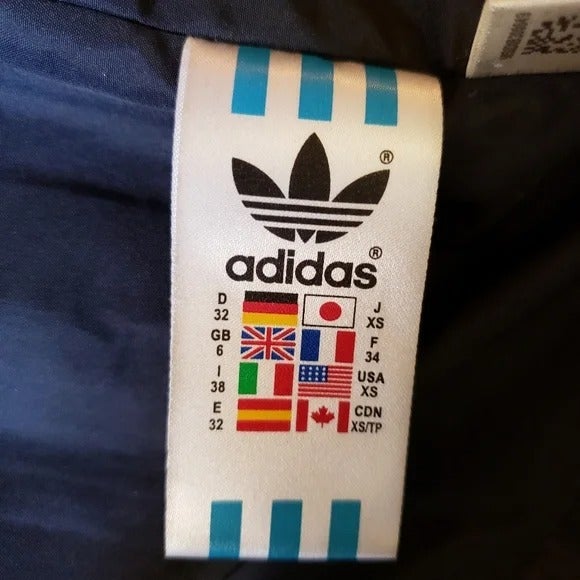 ®
adidas®
D 32 J XS
GB 6 F 34
I 38 USA XS
E 32 CDN XS/TP